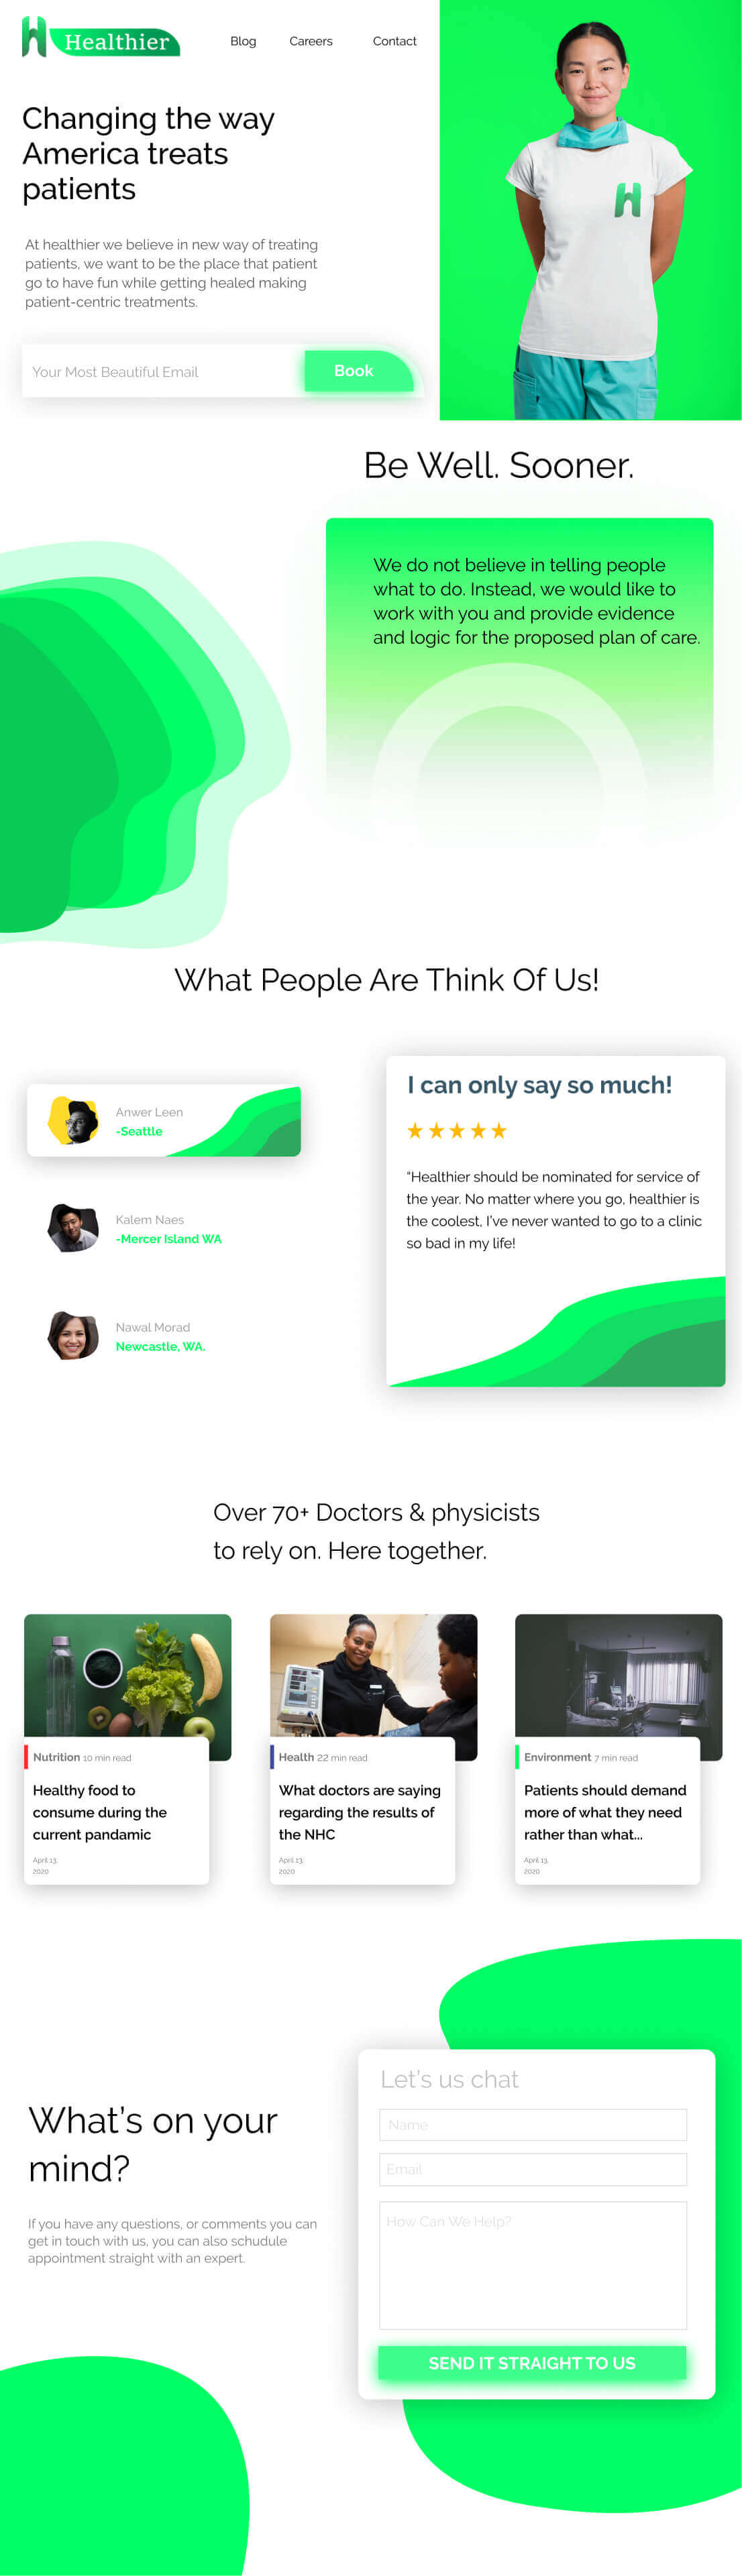 Healthier
Blog Careers Contact
Changing the way
America treats
patients
At healthier we believe in new way of treating
patients, we want to be the place that patient
go to have fun while getting healed making
patient-centric treatments.
Your Most Beautiful Email
Book
Be Well. Sooner.
We do not believe in telling people
what to do. Instead, we would like to
work with you and provide evidence
and logic for the proposed plan of care.
What People Are Think Of Us!
Anwer Leen
-Seattle
Kalem Naes
-Mercer Island WA
Nawal Morad
Newcastle, WA.
I can only say so much!
“Healthier should be nominated for service of
the year. No matter where you go, healthier is
the coolest, I've never wanted to go to a clinic
so bad in my life!
Over 70+ Doctors & physicists
to rely on. Here together.
Nutrition 10 min read
Healthy food to
consume during the
current pandamic
April 13,
2020
Health 22 min read
What doctors are saying
regarding the results of
the NHC
April 13,
2020
Environment 7 min read
Patients should demand
more of what they need
rather than what...
April 13,
2020
What's on your
mind?
If you have any questions, or comments you can
get in touch with us, you can also schudule
appointment straight with an expert.
Let's us chat
Name
Email
How Can We Help?
SEND IT STRAIGHT TO US